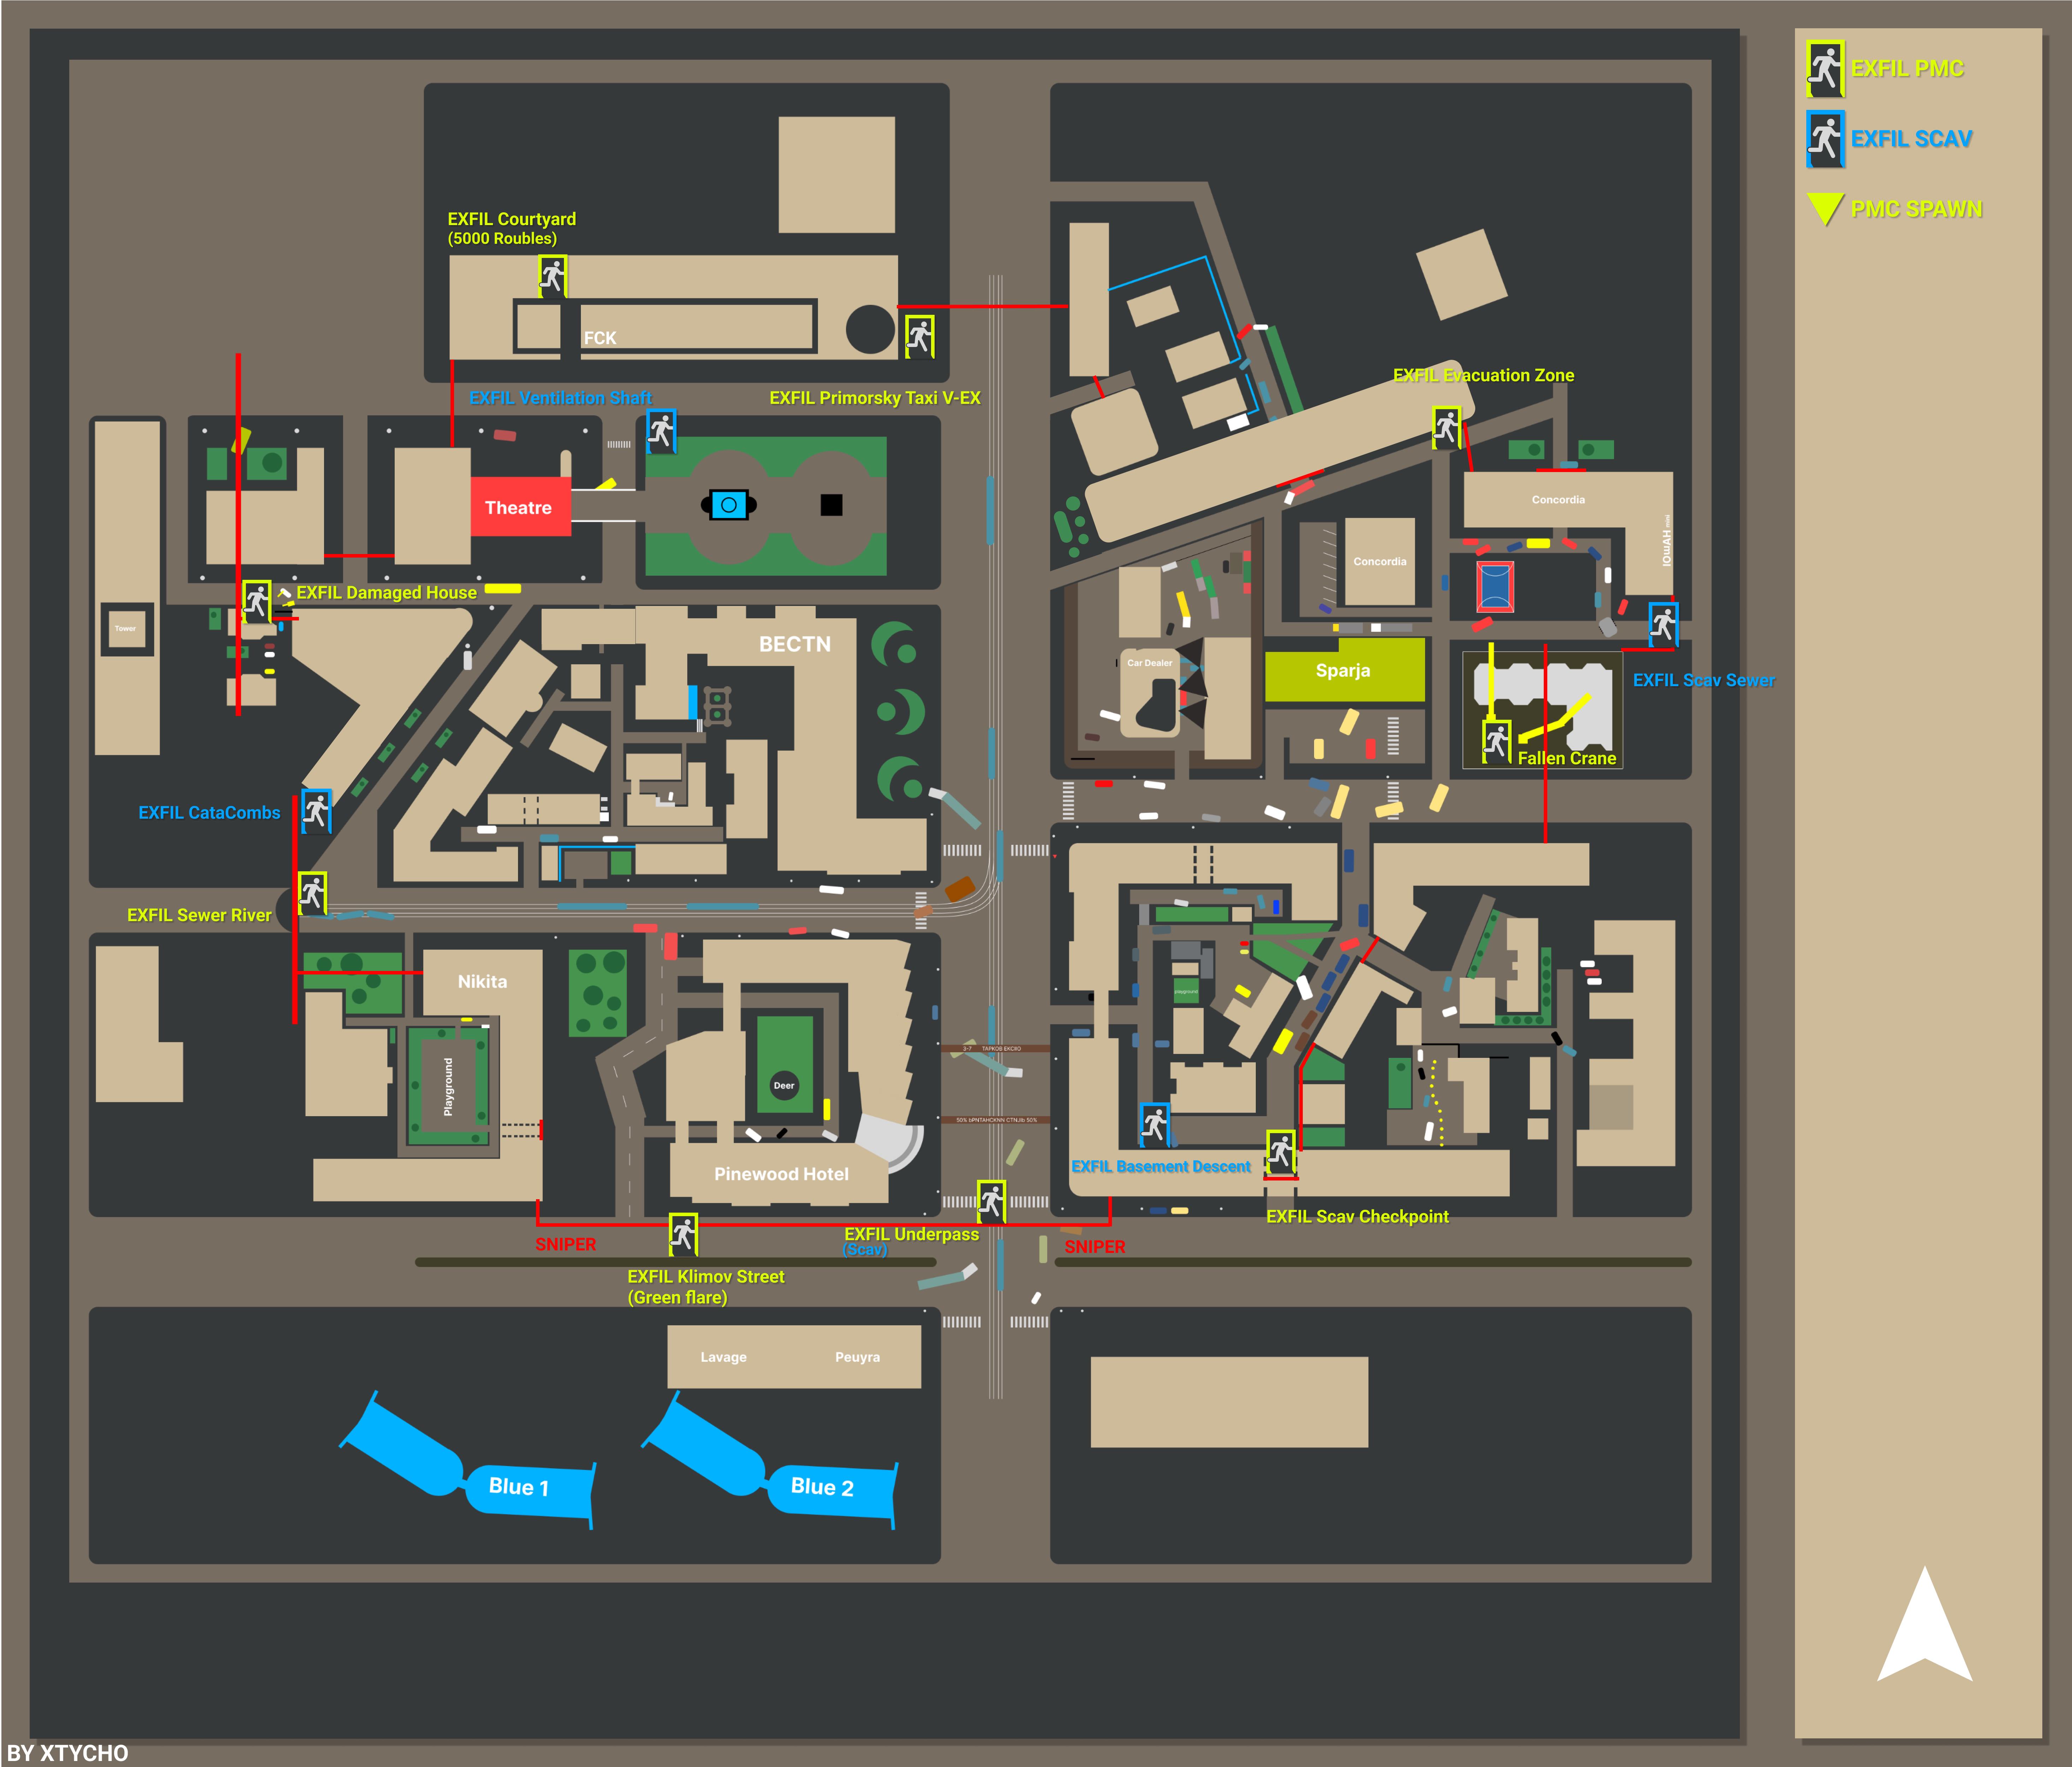 EXFIL PMC
EXFIL SCAV
PMC SPAWN
EXFIL Courtyard
(5000 Roubles)
FCK
EXFIL Ventilation Shaft
EXFIL Primorsky Taxi V-EX
EXFIL Evacuation Zone
Theatre
Concordia
Concordia
EXFIL Damaged House
Tower
BECTN
Car Dealer
Sparja
EXFIL Scav Sewer
Fallen Crane
EXFIL CataCombs
EXFIL Sewer River
Nikita
Playground
Deer
playground
Pinewood Hotel
EXFIL Basement Descent
EXFIL Scav Checkpoint
EXFIL Underpass
(Scav)
SNIPER
SNIPER
EXFIL Klimov Street
(Green flare)
Lavage
Peuyra
Blue 1
Blue 2
BY XTYCHO